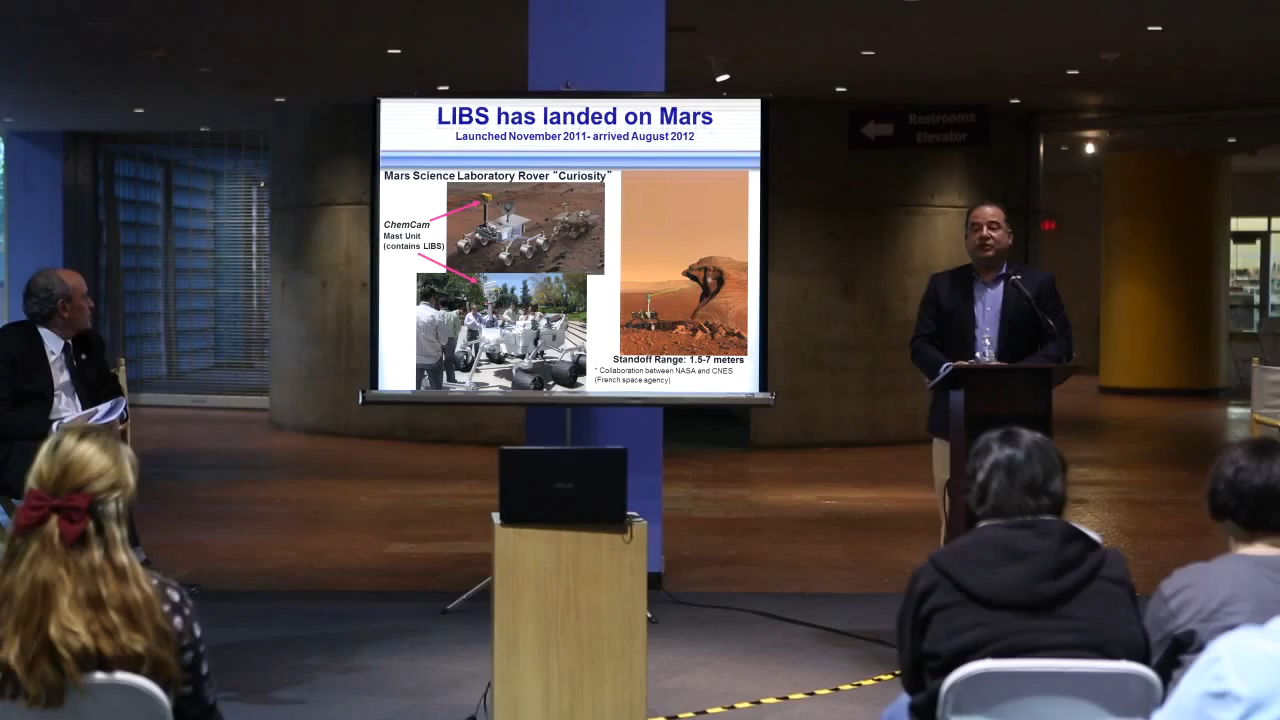 LIBS has landed on Mars
Launched November 2011- arrived August 2012
Mars Science Laboratory Rover “Curiosity”
ChemCam
Mast Unit
(contains LIBS)
Standoff Range: 1.5-7 meters
* Collaboration between NASA and CNES
(French space agency)
Restrooms
Elevator